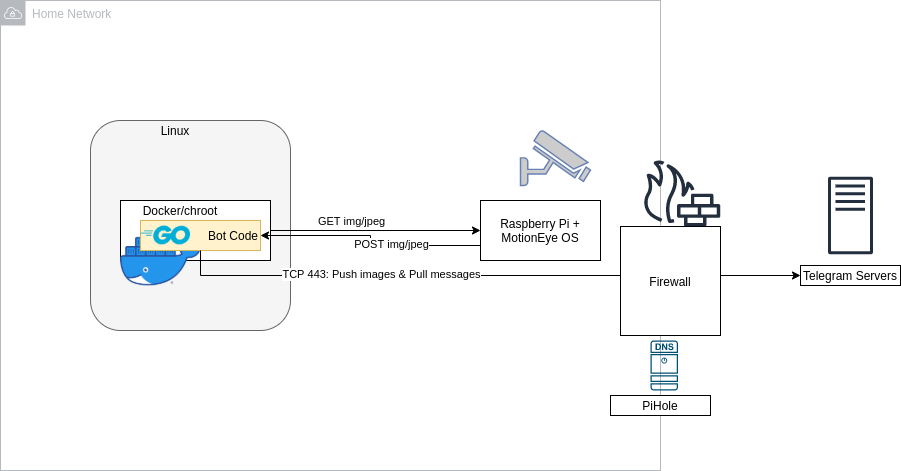 Home Network
Linux
Docker/chroot
GO
Bot Code
GET img/jpeg
POST img/jpeg
Raspberry Pi +
MotionEye OS
TCP 443: Push images & Pull messages
Firewall
Telegram Servers
DNS
PiHole